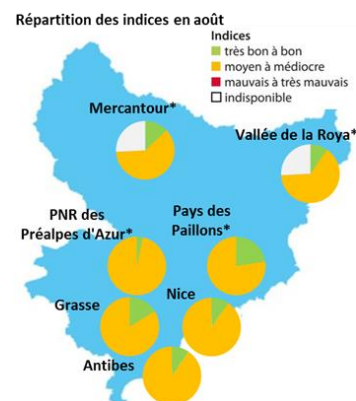 Répartition des indices en août
Indices
très bon à bon
moyen à médiocre
mauvais à très mauvais
indisponible
Mercantour*
Vallée de la Roya*
PNR des
Préalpes d'Azur*
Pays des
Paillons*
Grasse
Nice
Antibes